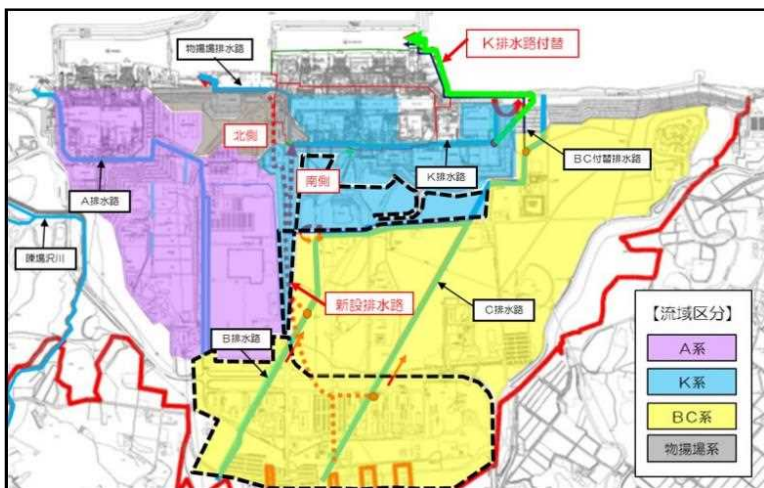 物揚場排水路
K排水路付替
北側
BC付替排水路
南側
K排水路
A排水路
陳場沢川
新設排水路
C排水路
B排水路
【流域区分】
A系
K系
BC系
物揚場系